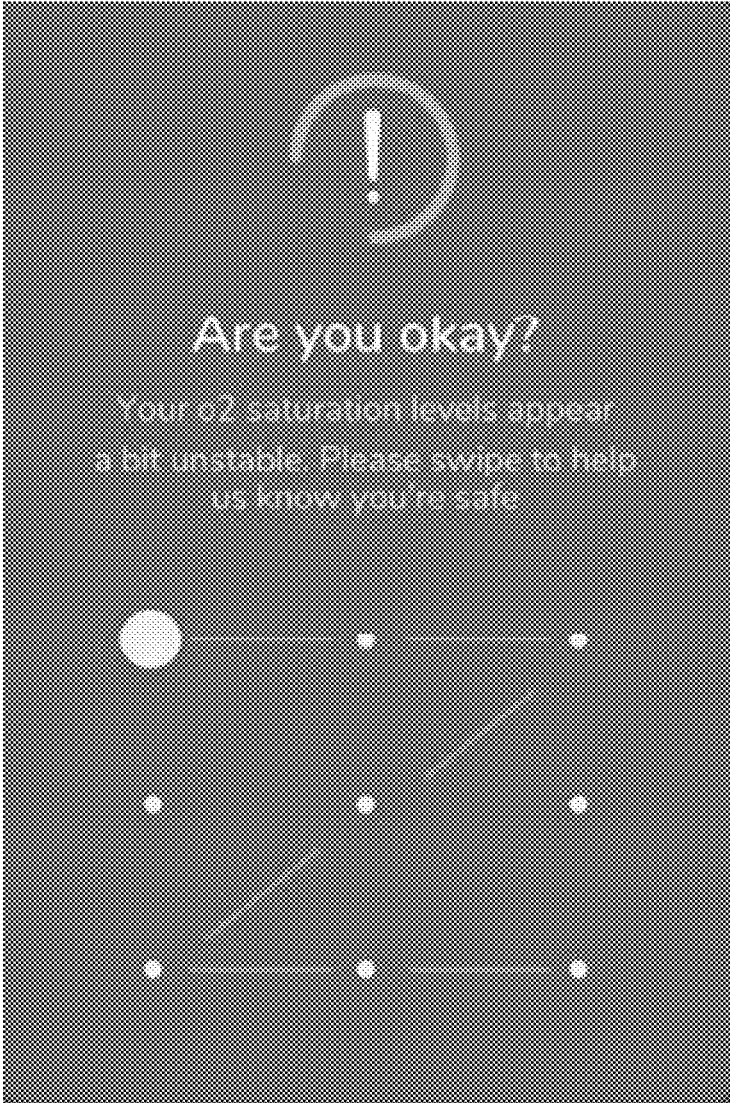 !
Are you okay?
Your o2 saturation levels appear
a bit unstable. Please swipe to help
us know you're safe